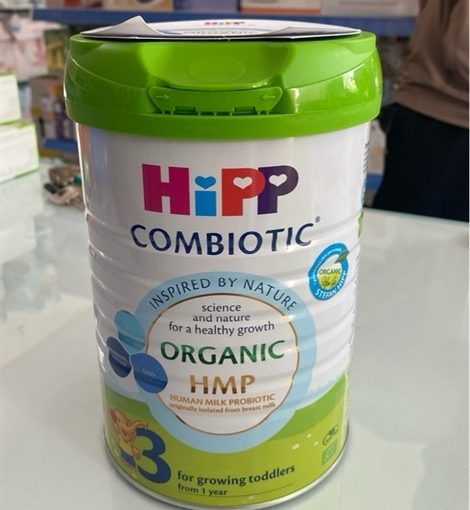 HiPP
COMBIOTIC®
INSPIRED BY NATURE
science
and nature
for a healthy growth
ORGANIC
HMP
HUMAN MILK PROBIOTIC
originally isolated from breast milk
ORGANIC
3
for growing toddlers
from 1 year